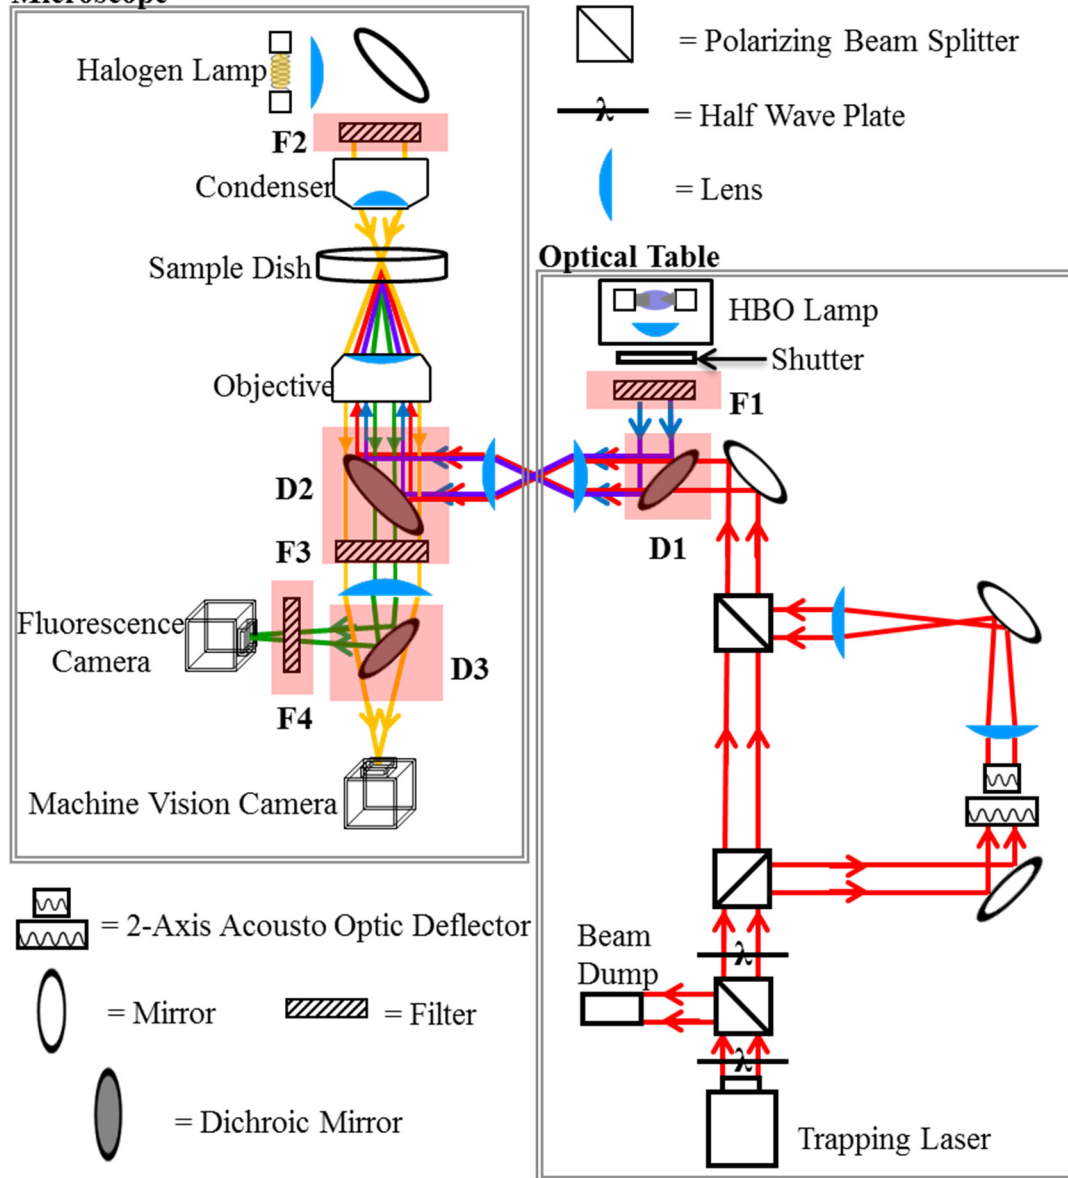 Microscope
Halogen Lamp
F2
Condenser
Sample Dish
Objective
D2
F3
Fluorescence
Camera
F4
D3
Machine Vision Camera
= Polarizing Beam Splitter
λ
= Half Wave Plate
= Lens
Optical Table
HBO Lamp
Shutter
F1
D1
Beam
Dump
λ
λ
Trapping Laser
= 2-Axis Acousto Optic Deflector
= Mirror
= Filter
= Dichroic Mirror